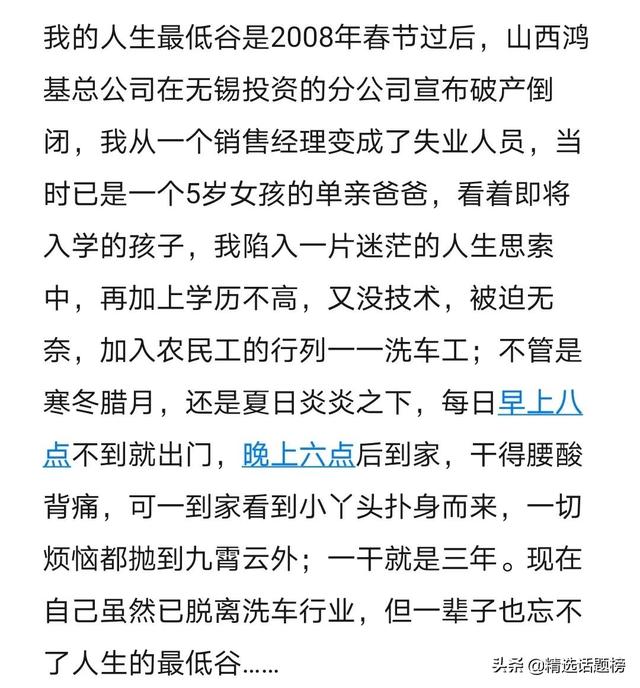 我的人生最低谷是2008年春节过后，山西鸿
基总公司在无锡投资的分公司宣布破产倒
闭，我从一个销售经理变成了失业人员，当
时已是一个5岁女孩的单亲爸爸，看着即将
入学的孩子，我陷入一片迷茫的人生思索
中，再加上学历不高，又没技术，被迫无
奈，加入农民工的行列一一洗车工；不管是
寒冬腊月，还是夏日炎炎之下，每日早上八
点不到就出门，晚上六点后到家，干得腰酸
背痛，可一到家看到小丫头扑身而来，一切
烦恼都抛到九霄云外；一干就是三年。现在
自己虽然已脱离洗车行业，但一辈子也忘不
了人生的最低谷……
头条 @精选话题榜